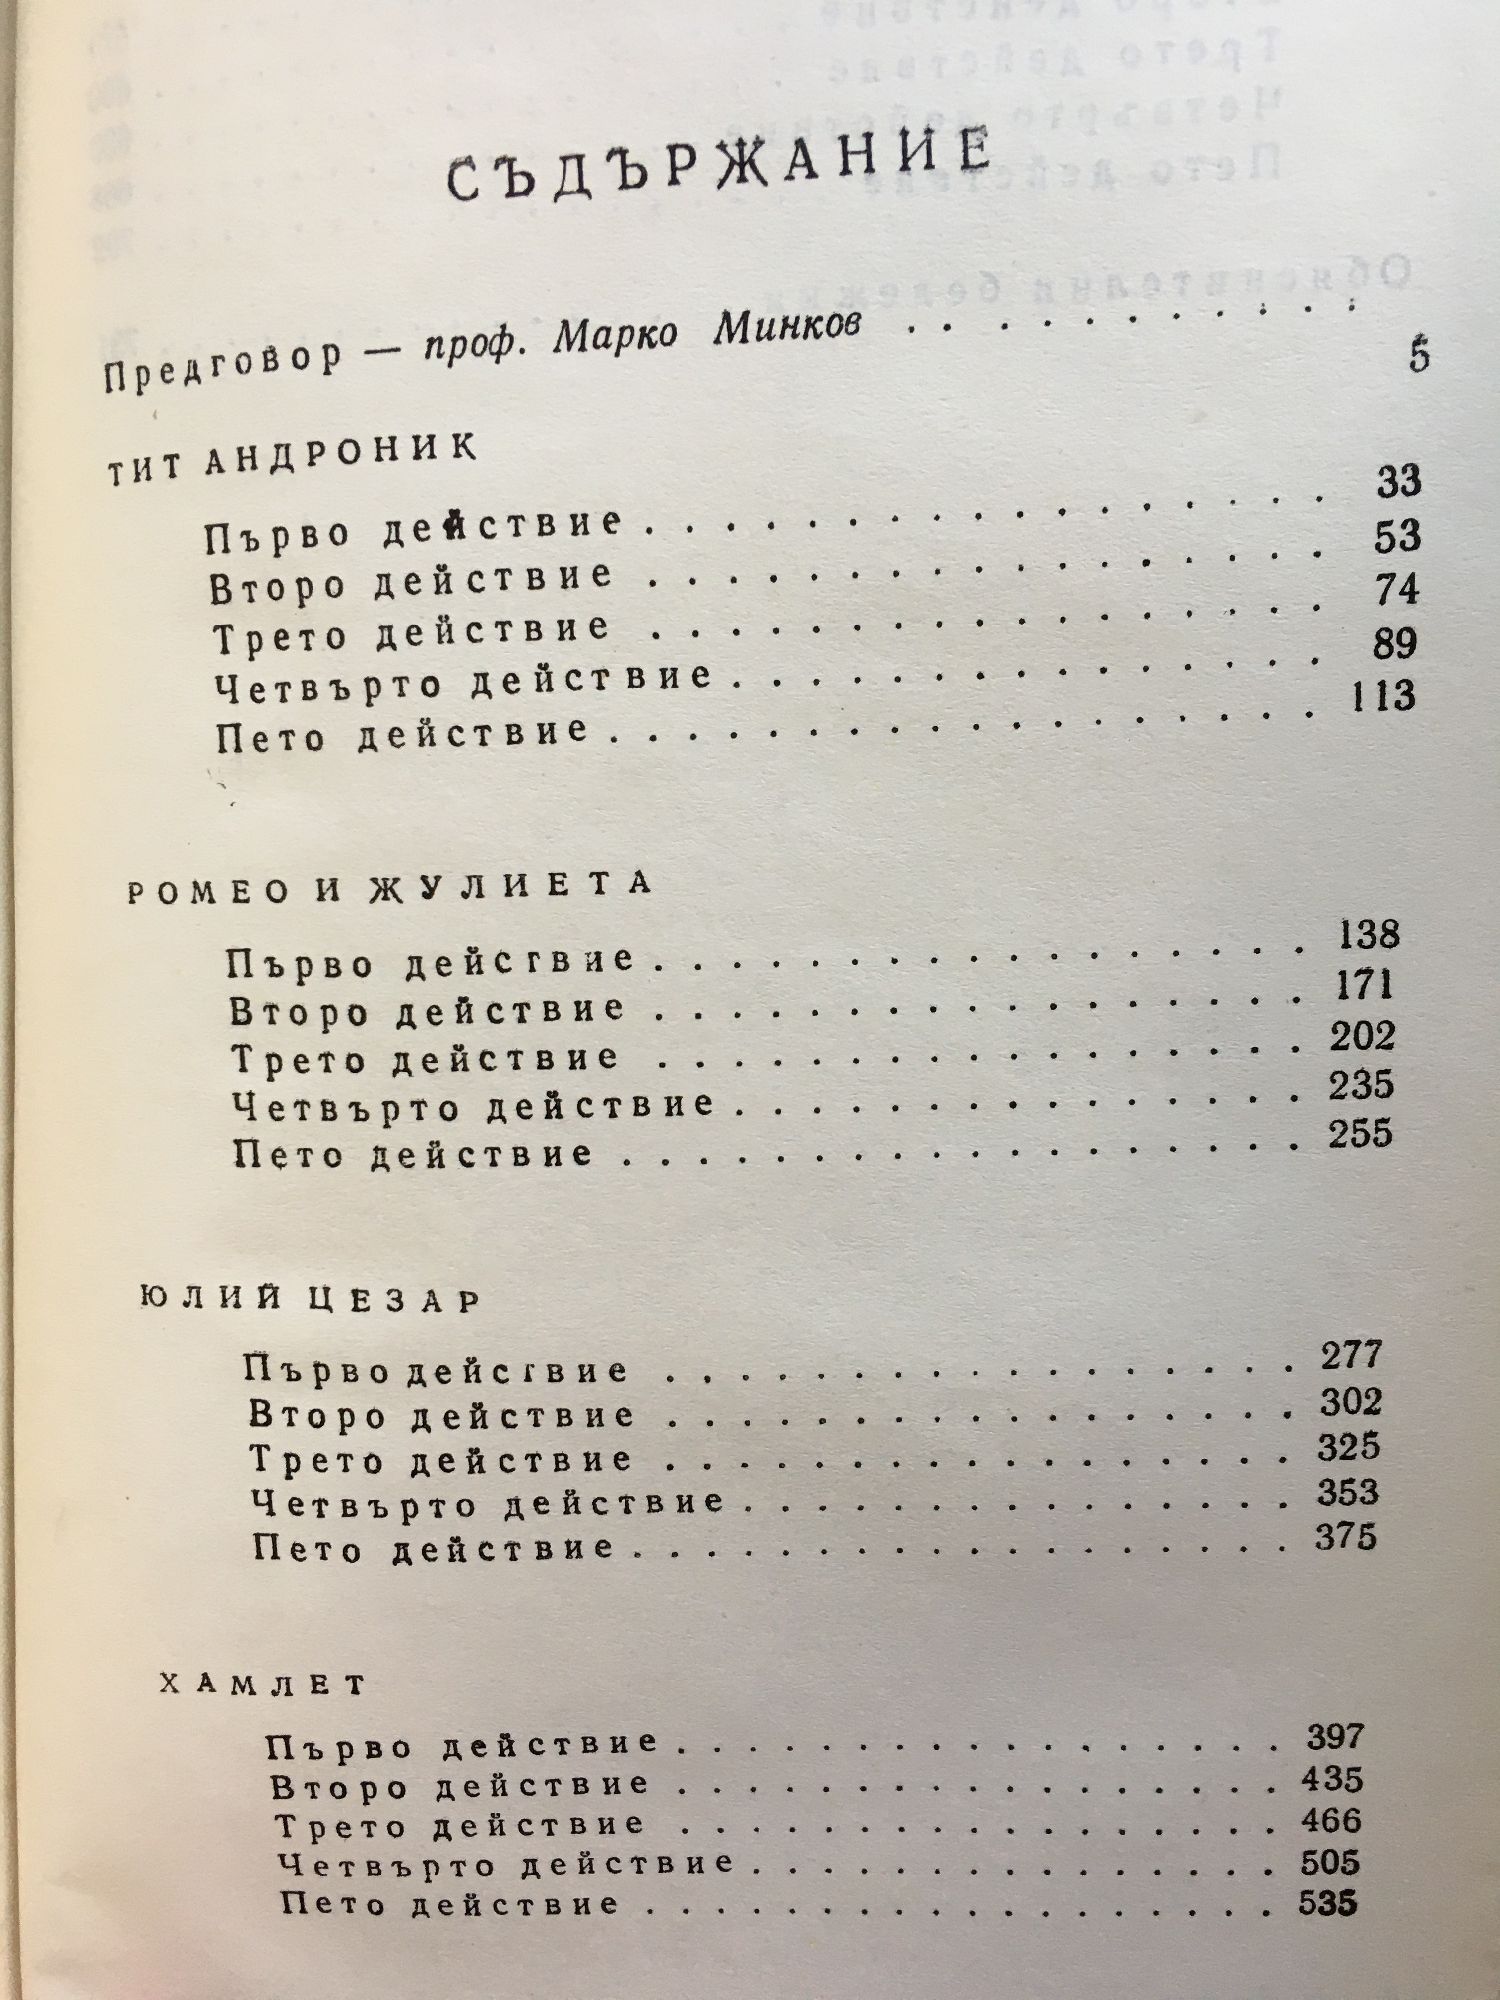 СЪДЪРЖАНИЕ
Предговор — проф. Марко Минков . . . . . . . . . . . 5
ТИТ АНДРОНИК
Първо действие . . . . . . . . . . . . . . . . . 33
Второ действие . . . . . . . . . . . . . . . . . 53
Трето действие . . . . . . . . . . . . . . . . . 74
Четвърто действие . . . . . . . . . . . . . . . 89
Пето действие . . . . . . . . . . . . . . . . . . 113
РОМЕО И ЖУЛИЕТА
Първо действие . . . . . . . . . . . . . . . . . 138
Второ действие . . . . . . . . . . . . . . . . . 171
Трето действие . . . . . . . . . . . . . . . . . 202
Четвърто действие . . . . . . . . . . . . . . . 235
Пето действие . . . . . . . . . . . . . . . . . . 255
ЮЛИЙ ЦЕЗАР
Първо действие . . . . . . . . . . . . . . . . . 277
Второ действие . . . . . . . . . . . . . . . . . 302
Трето действие . . . . . . . . . . . . . . . . . 325
Четвърто действие . . . . . . . . . . . . . . . 353
Пето действие . . . . . . . . . . . . . . . . . . 375
ХАМЛЕТ
Първо действие . . . . . . . . . . . . . . . . . 397
Второ действие . . . . . . . . . . . . . . . . . 435
Трето действие . . . . . . . . . . . . . . . . . 466
Четвърто действие . . . . . . . . . . . . . . . 505
Пето действие . . . . . . . . . . . . . . . . . . 535